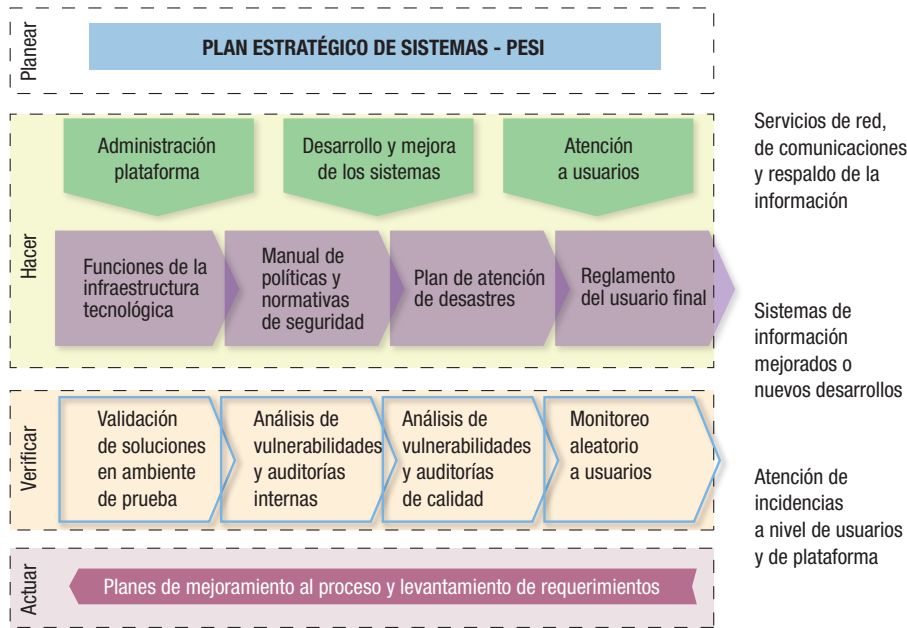 Planear
PLAN ESTRATÉGICO DE SISTEMAS - PESI
Hacer
Administración
plataforma
Desarrollo y mejora
de los sistemas
Atención
a usuarios
Funciones de la
infraestructura
tecnológica
Manual de
políticas y
normativas
de seguridad
Plan de atención
de desastres
Reglamento
del usuario final
Verificar
Validación
de soluciones
en ambiente
de prueba
Análisis de
vulnerabilidades
y auditorías
internas
Análisis de
vulnerabilidades
y auditorías
de calidad
Monitoreo
aleatorio
a usuarios
Actuar
Planes de mejoramiento al proceso y levantamiento de requerimientos
Servicios de red,
de comunicaciones
y respaldo de la
información
Sistemas de
información
mejorados o
nuevos desarrollos
Atención de
incidencias
a nivel de usuarios
y de plataforma